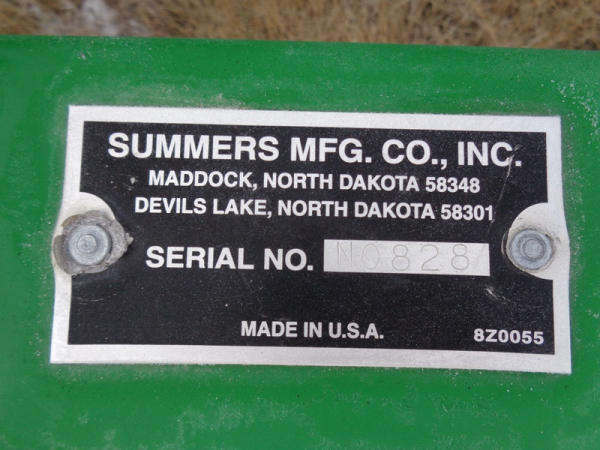 SUMMERS MFG. CO., INC.
MADDOCK, NORTH DAKOTA 58348
DEVILS LAKE, NORTH DAKOTA 58301
SERIAL NO. N0828
MADE IN U.S.A. 8Z0055